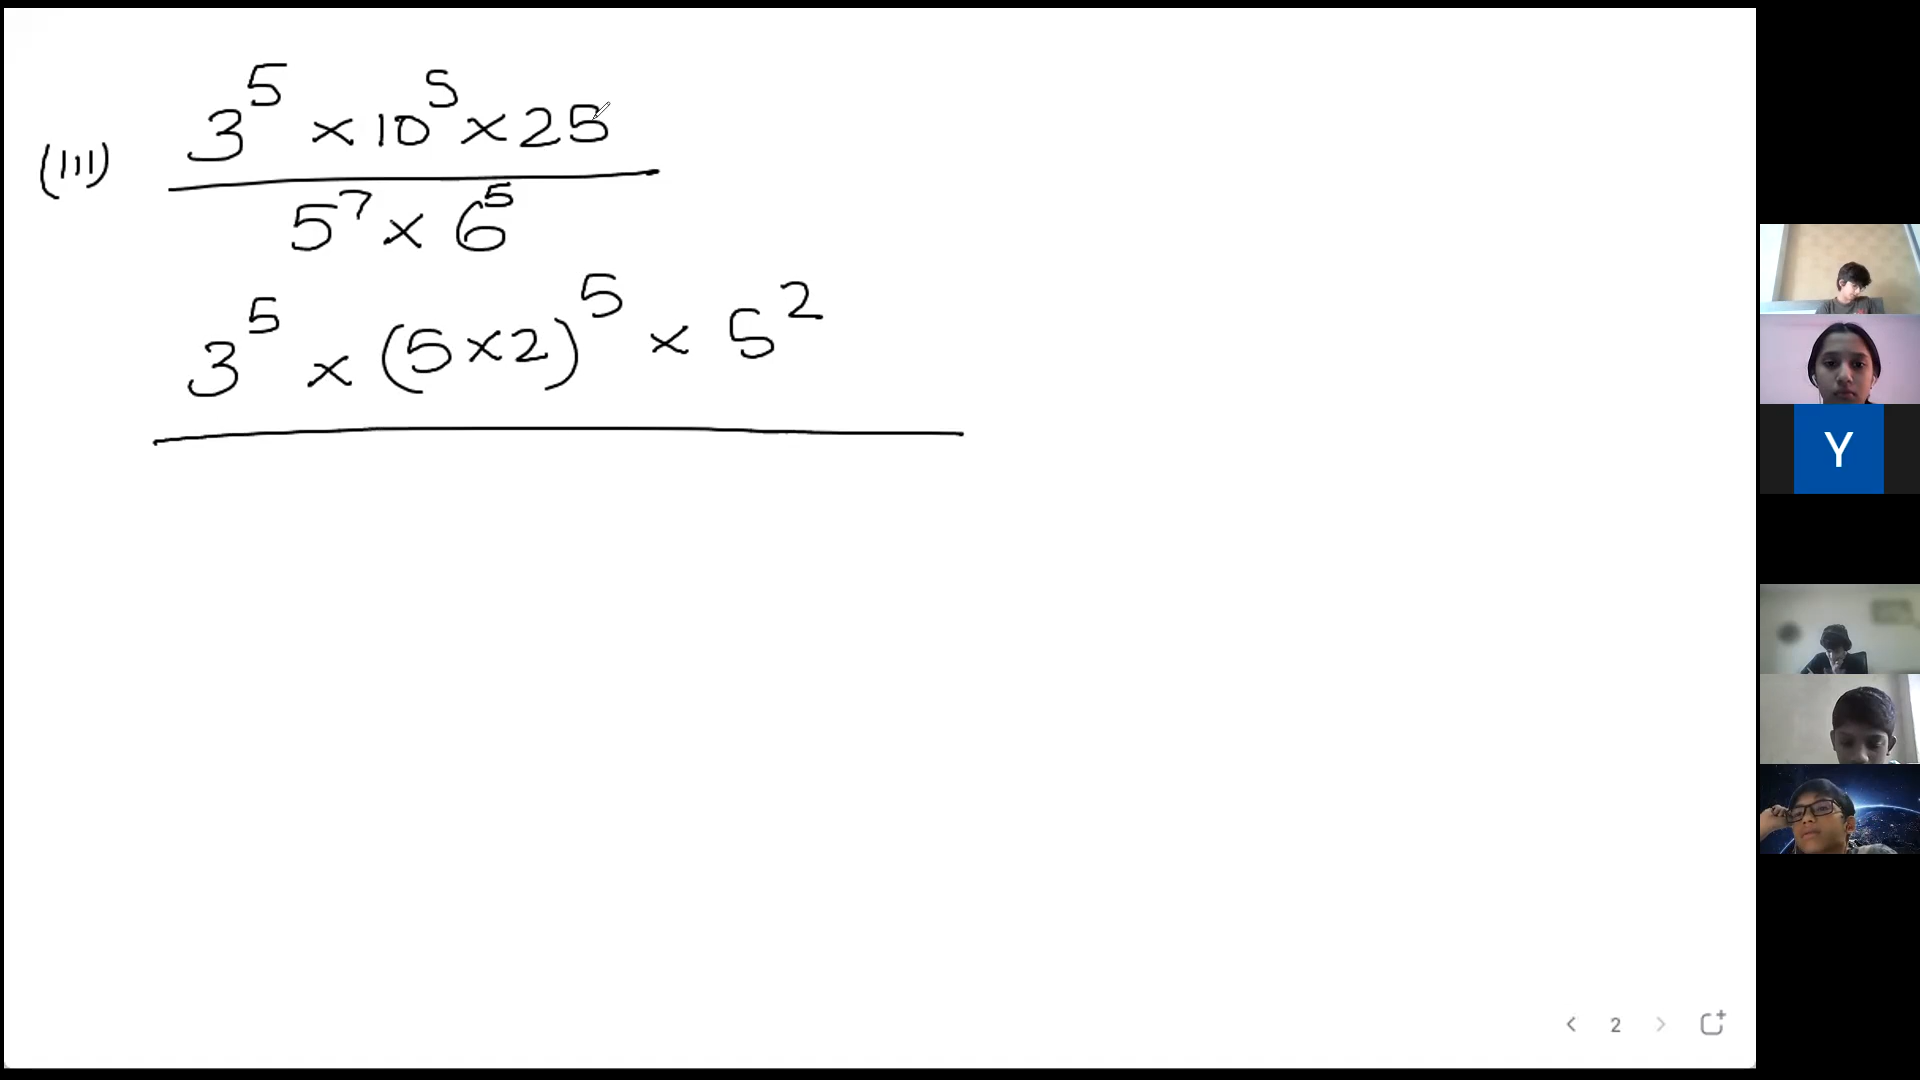 (III) 3^5 × 10^5 × 25
5^7 × 6^5
3^5 × (5×2)^5 × 5^2
Y
< 2 >